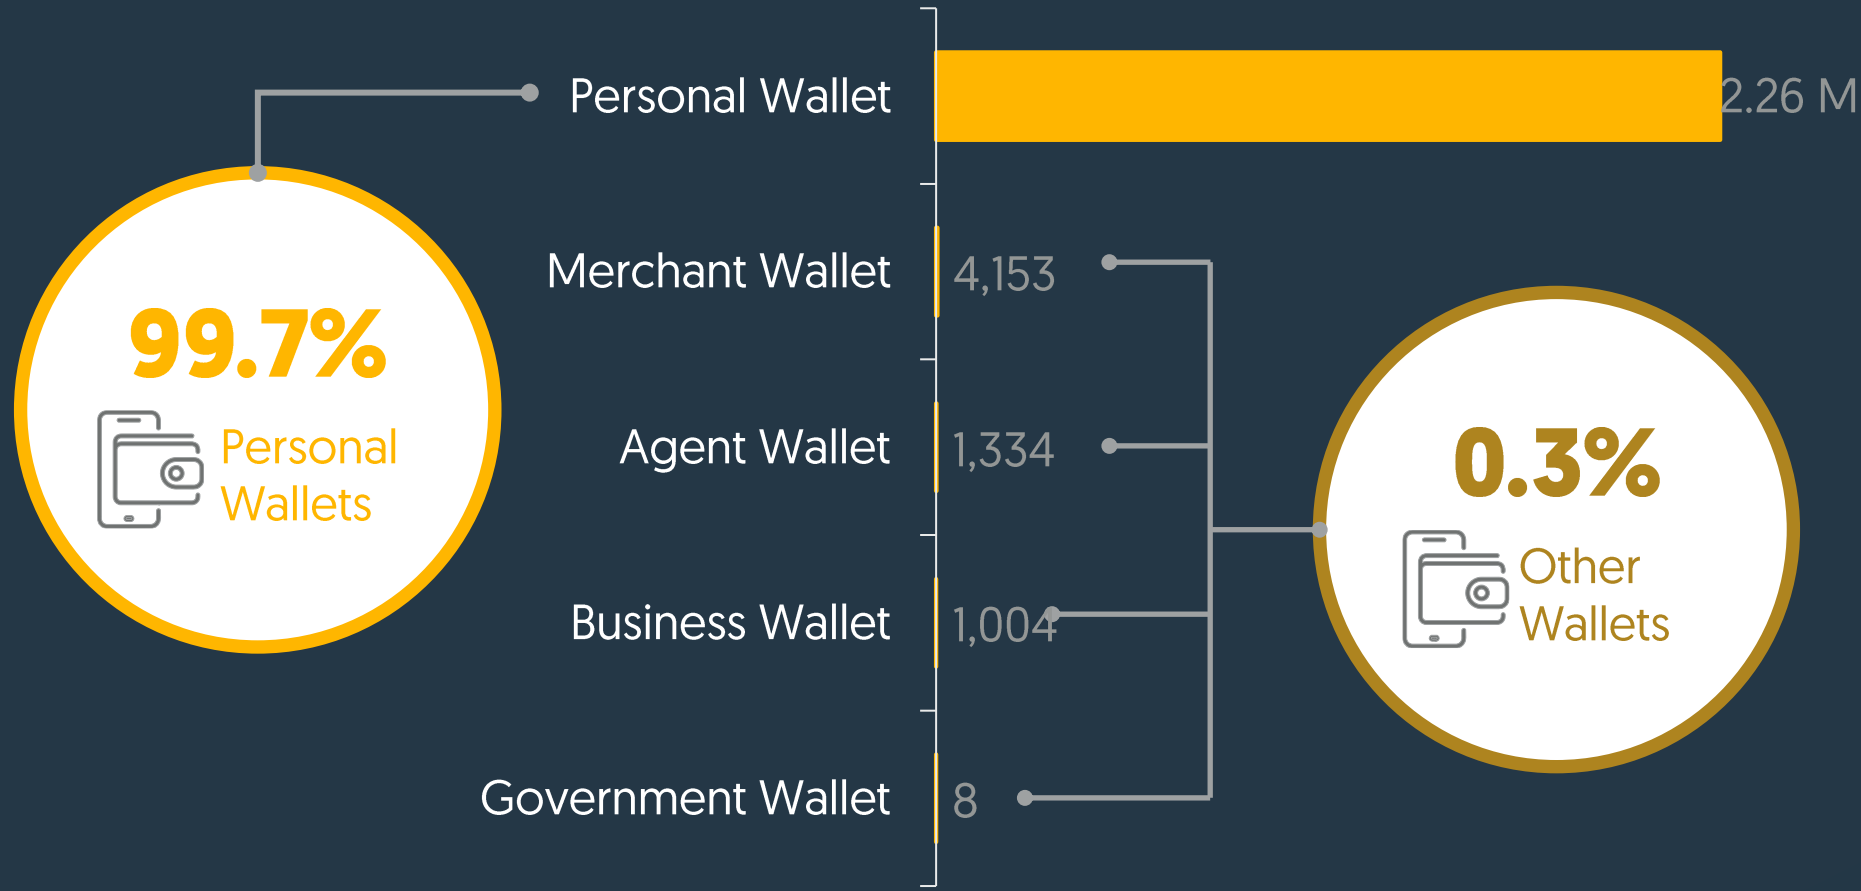 Personal Wallet
2.26 M
Merchant Wallet
4,153
Agent Wallet
1,334
Business Wallet
1,004
Government Wallet
8
99.7%
Personal
Wallets
0.3%
Other
Wallets